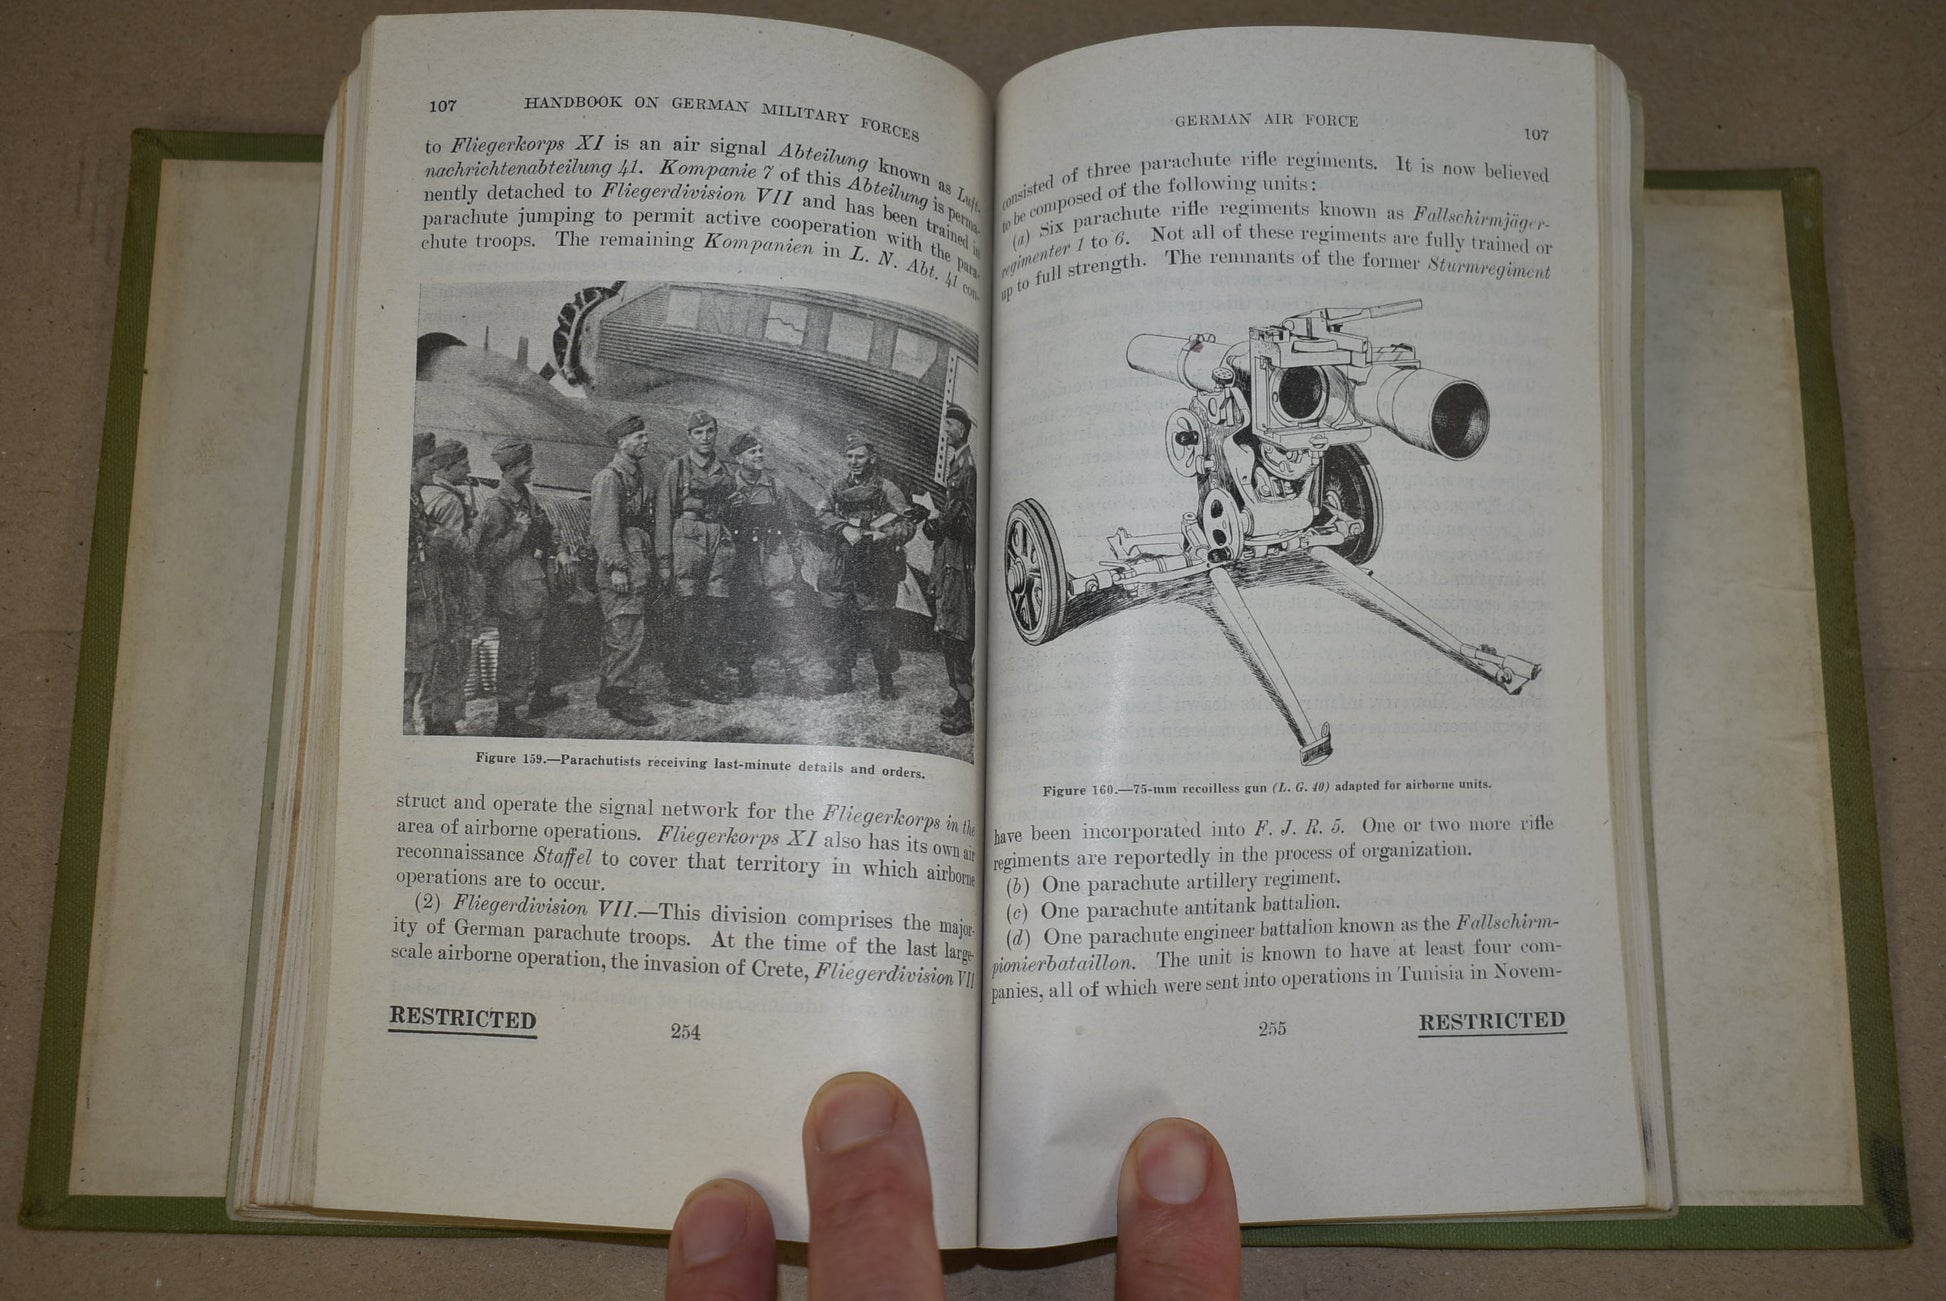 107 HANDBOOK ON GERMAN MILITARY FORCES
to Fliegerkorps XI is an air signal Abteilung known as Luft-
nachrichtenabteilung 41. Kompanie 7 of this Abteilung is perma-
nently detached to Fliegerdivision VII and has been trained in
parachute jumping to permit active cooperation with the para-
chute troops. The remaining Kompanien in L. N. Abt. 41 con-
Figure 159.—Parachutists receiving last-minute details and orders.
struct and operate the signal network for the Fliegerkorps in the
area of airborne operations. Fliegerkorps XI also has its own air
reconnaissance Staffel to cover that territory in which airborne
operations are to occur.
(2) Fliegerdivision VII.—This division comprises the major-
ity of German parachute troops. At the time of the last large-
scale airborne operation, the invasion of Crete, Fliegerdivision VII
RESTRICTED 254
GERMAN AIR FORCE 107
consisted of three parachute rifle regiments. It is now believed
to be composed of the following units:
(a) Six parachute rifle regiments known as Fallschirmjäger-
regimenter 1 to 6. Not all of these regiments are fully trained or
up to full strength. The remnants of the former Sturmregiment
Figure 160.—75-mm recoilless gun (L. G. 40) adapted for airborne units.
have been incorporated into F. J. R. 5. One or two more rifle
regiments are reportedly in the process of organization.
(b) One parachute artillery regiment.
(c) One parachute antitank battalion.
(d) One parachute engineer battalion known as the Fallschirm-
pionierbataillon. The unit is known to have at least four com-
panies, all of which were sent into operations in Tunisia in Novem-
255 RESTRICTED